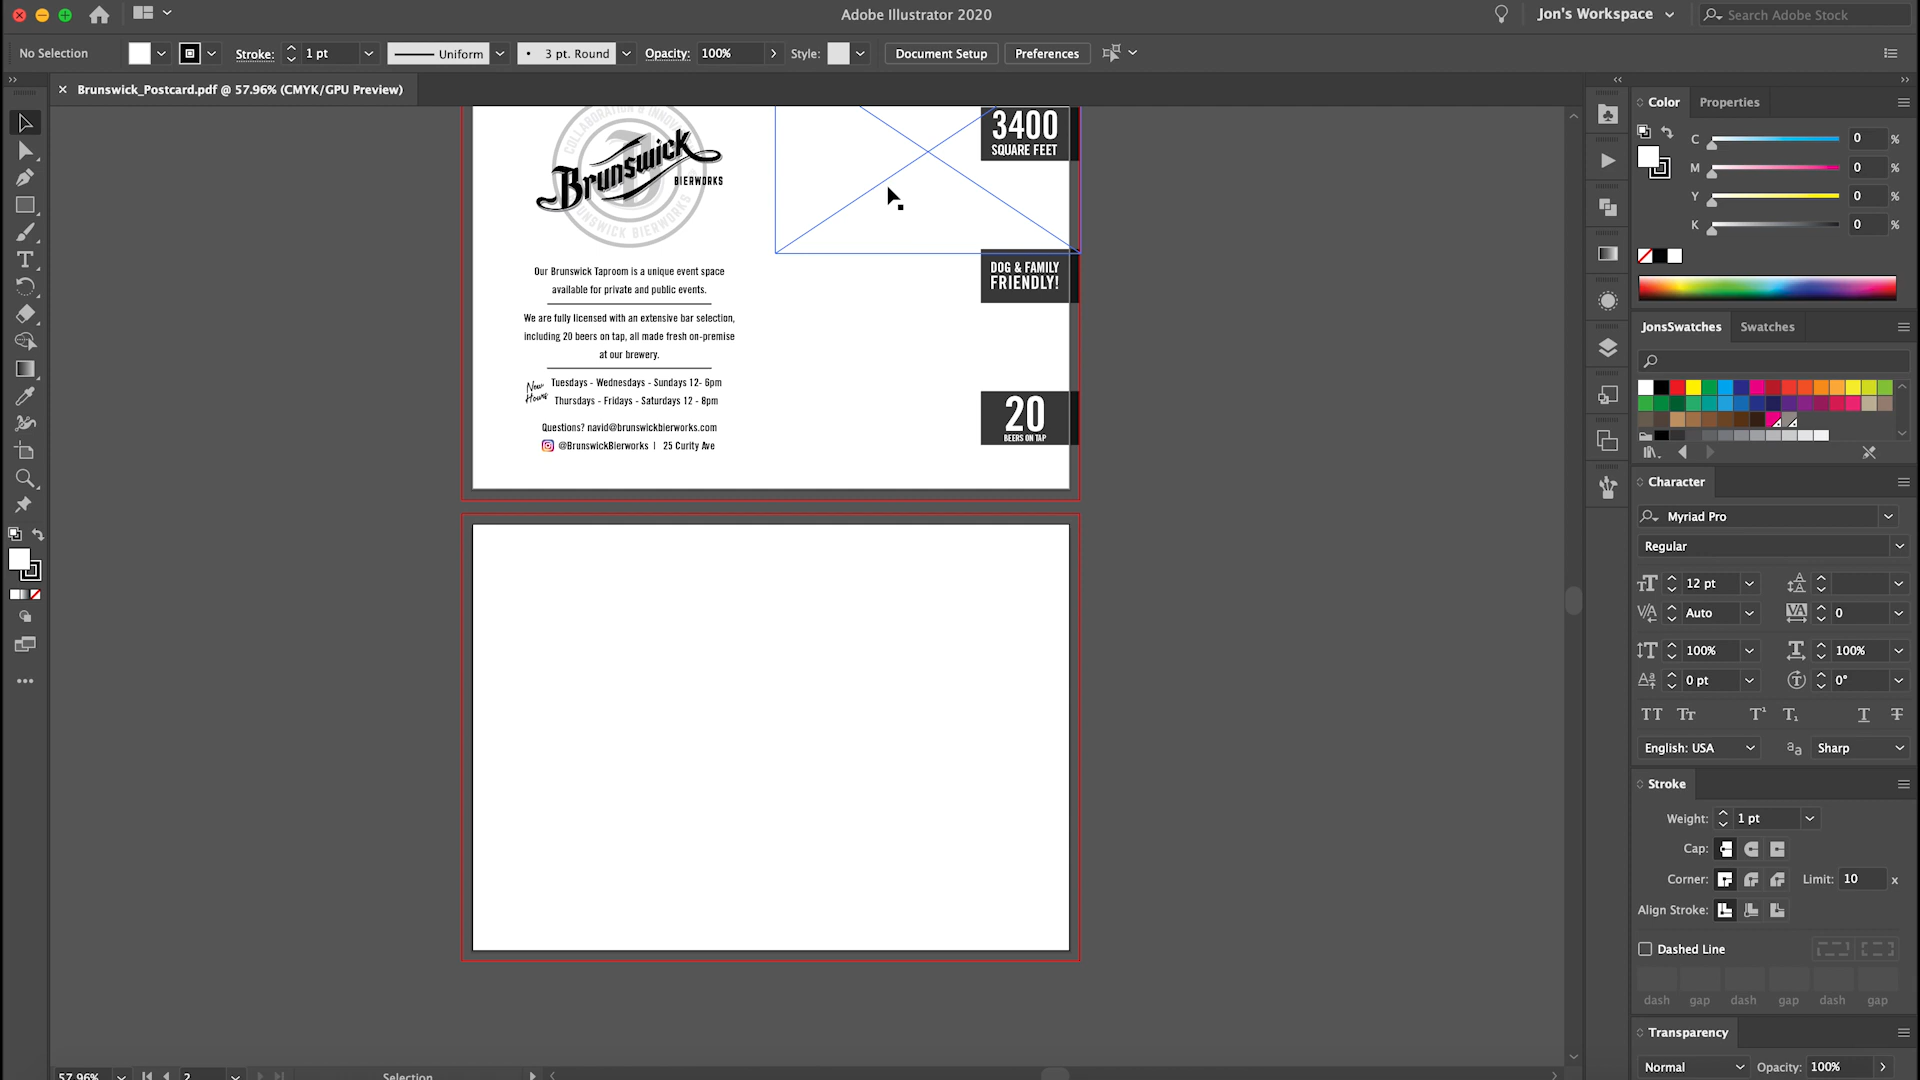 Adobe Illustrator 2020
Jon's Workspace
Search Adobe Stock
No Selection
Stroke:
1 pt
Uniform
3 pt. Round
Opacity:
100%
Style:
Document Setup
Preferences
Brunswick_Postcard.pdf @ 57.96% (CMYK/GPU Preview)
COLLABORATION & INNOV
Brunswick
BIERWORKS
BRUNSWICK BIERWORKS
Our Brunswick Taproom is a unique event space
available for private and public events.
We are fully licensed with an extensive bar selection,
including 20 beers on tap, all made fresh on-premise
at our brewery.
New
Hours
Tuesdays - Wednesdays - Sundays 12- 6pm
Thursdays - Fridays - Saturdays 12 - 8pm
Questions? navid@brunswickbierworks.com
@BrunswickBierworks | 25 Curity Ave
3400
SQUARE FEET
DOG & FAMILY
FRIENDLY!
20
BEERS ON TAP
Color
Properties
C
0
%
M
0
%
Y
0
%
K
0
%
JonsSwatches
Swatches
Character
Myriad Pro
Regular
12 pt
Auto
0
100%
100%
0 pt
0°
English: USA
Sharp
Stroke
Weight:
1 pt
Cap:
Corner:
Limit:
10
x
Align Stroke:
Dashed Line
dash gap dash gap dash gap
Transparency
Normal
Opacity:
100%
57.96%
2
Selection